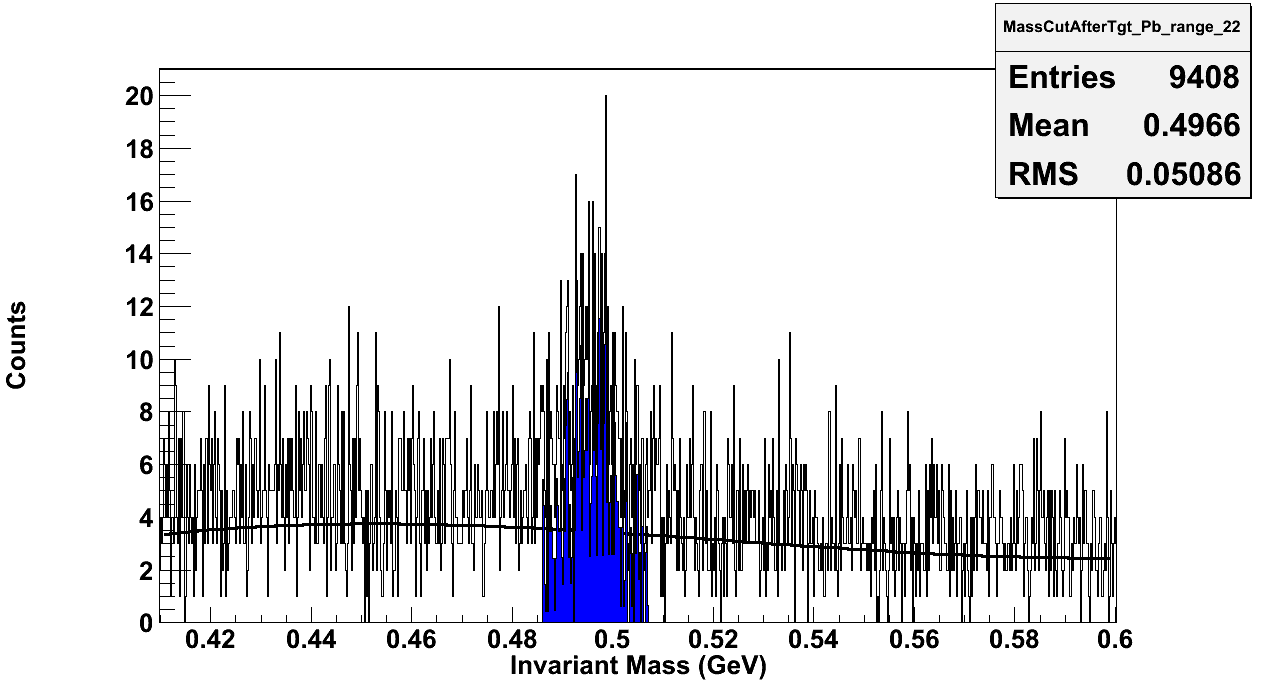 MassCutAfterTgt_Pb_range_22
Entries 9408
Mean 0.4966
RMS 0.05086
Counts
20
18
16
14
12
10
8
6
4
2
0
0.42 0.44 0.46 0.48 0.5 0.52 0.54 0.56 0.58 0.6
Invariant Mass (GeV)